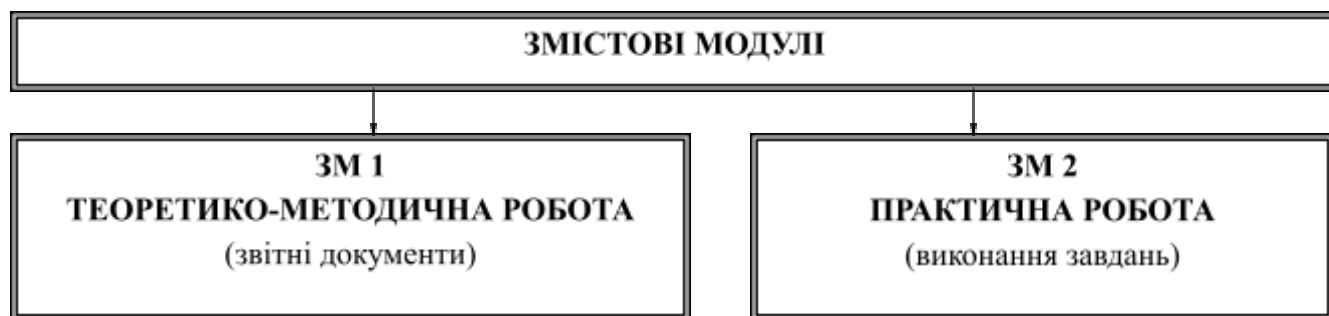 ЗМІСТОВІ МОДУЛІ
ЗМ 1
ТЕОРЕТИКО-МЕТОДИЧНА РОБОТА
(звітні документи)
ЗМ 2
ПРАКТИЧНА РОБОТА
(виконання завдань)